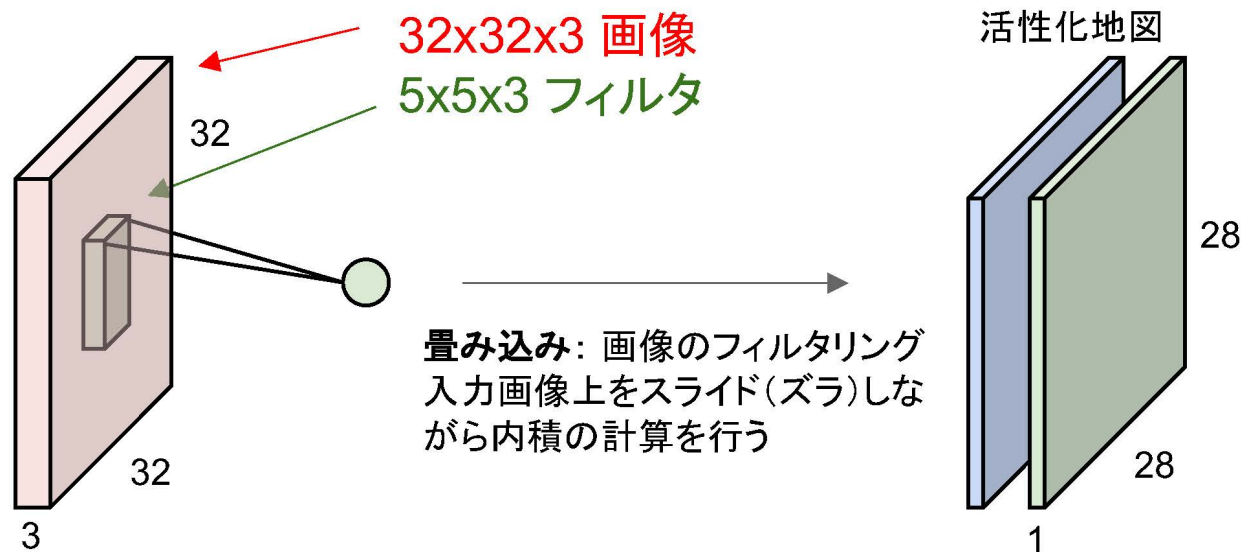 32x32x3 画像
5x5x3 フィルタ
32
32
3
畳み込み: 画像のフィルタリング
入力画像上をスライド(ズラ)しな
がら内積の計算を行う
活性化地図
28
28
1